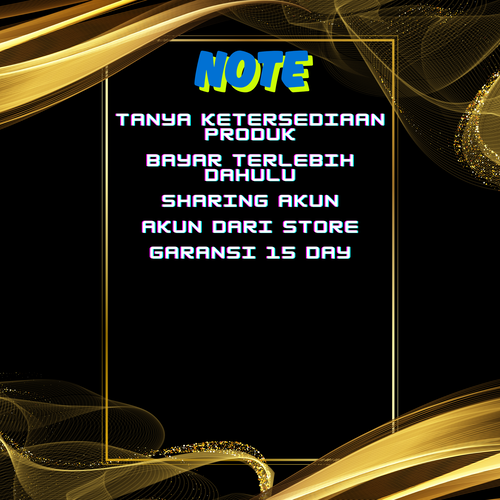 NOTE
TANYA KETERSEDIAAN
PRODUK
BAYAR TERLEBIH
DAHULU
SHARING AKUN
AKUN DARI STORE
GARANSI 15 DAY